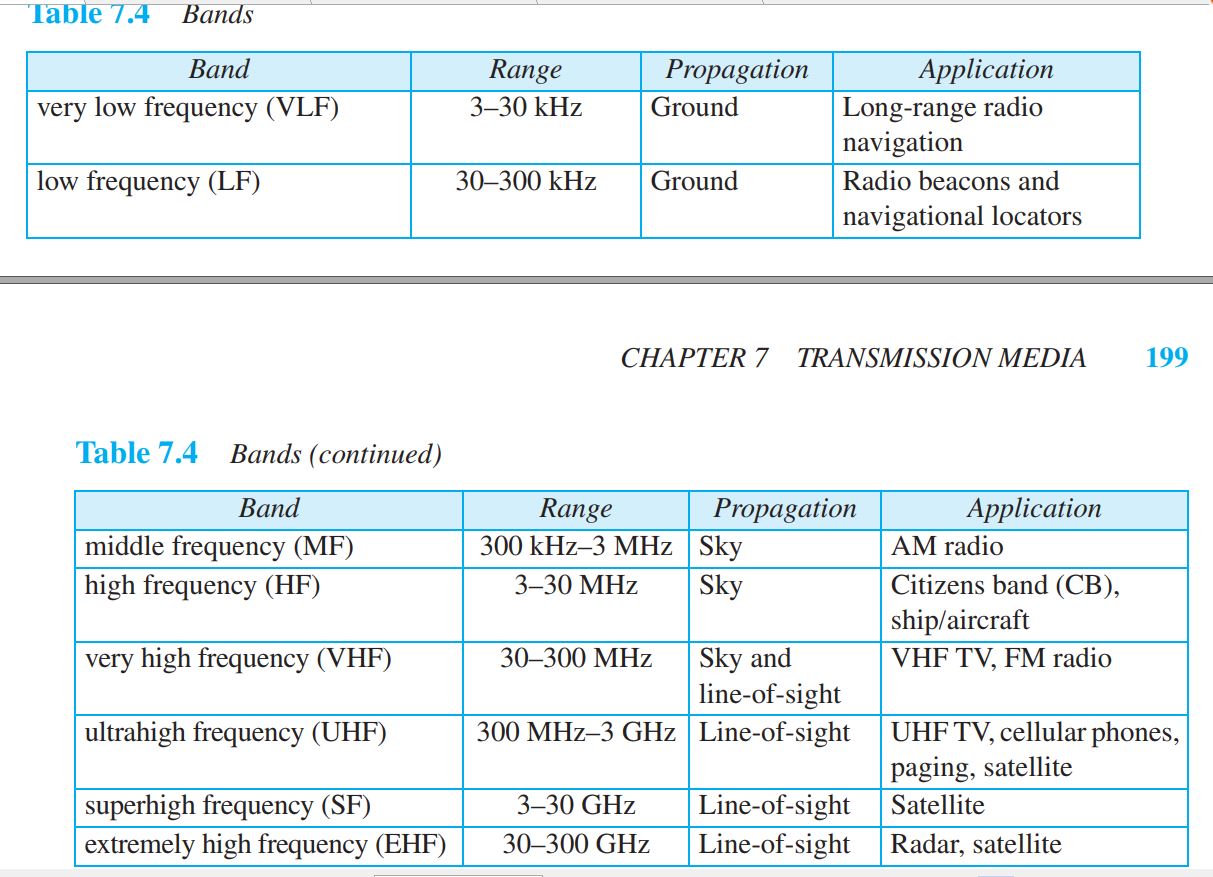 Table 7.4 Bands
Band Range Propagation Application
very low frequency (VLF) 3–30 kHz Ground Long-range radio
navigation
low frequency (LF) 30–300 kHz Ground Radio beacons and
navigational locators
CHAPTER 7 TRANSMISSION MEDIA 199
Table 7.4 Bands (continued)
Band Range Propagation Application
middle frequency (MF) 300 kHz–3 MHz Sky AM radio
high frequency (HF) 3–30 MHz Sky Citizens band (CB),
ship/aircraft
very high frequency (VHF) 30–300 MHz Sky and VHF TV, FM radio
line-of-sight
ultrahigh frequency (UHF) 300 MHz–3 GHz Line-of-sight UHF TV, cellular phones,
paging, satellite
superhigh frequency (SF) 3–30 GHz Line-of-sight Satellite
extremely high frequency (EHF) 30–300 GHz Line-of-sight Radar, satellite